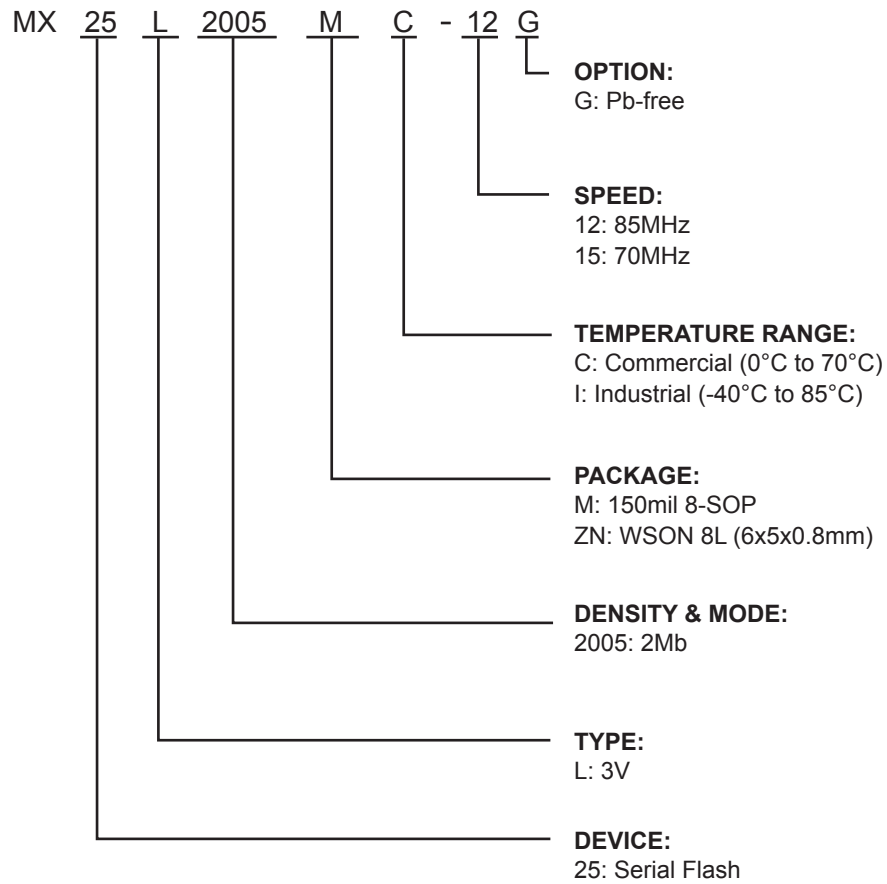 MX 25 L 2005 M C - 12 G
OPTION:
G: Pb-free
SPEED:
12: 85MHz
15: 70MHz
TEMPERATURE RANGE:
C: Commercial (0°C to 70°C)
I: Industrial (-40°C to 85°C)
PACKAGE:
M: 150mil 8-SOP
ZN: WSON 8L (6x5x0.8mm)
DENSITY & MODE:
2005: 2Mb
TYPE:
L: 3V
DEVICE:
25: Serial Flash